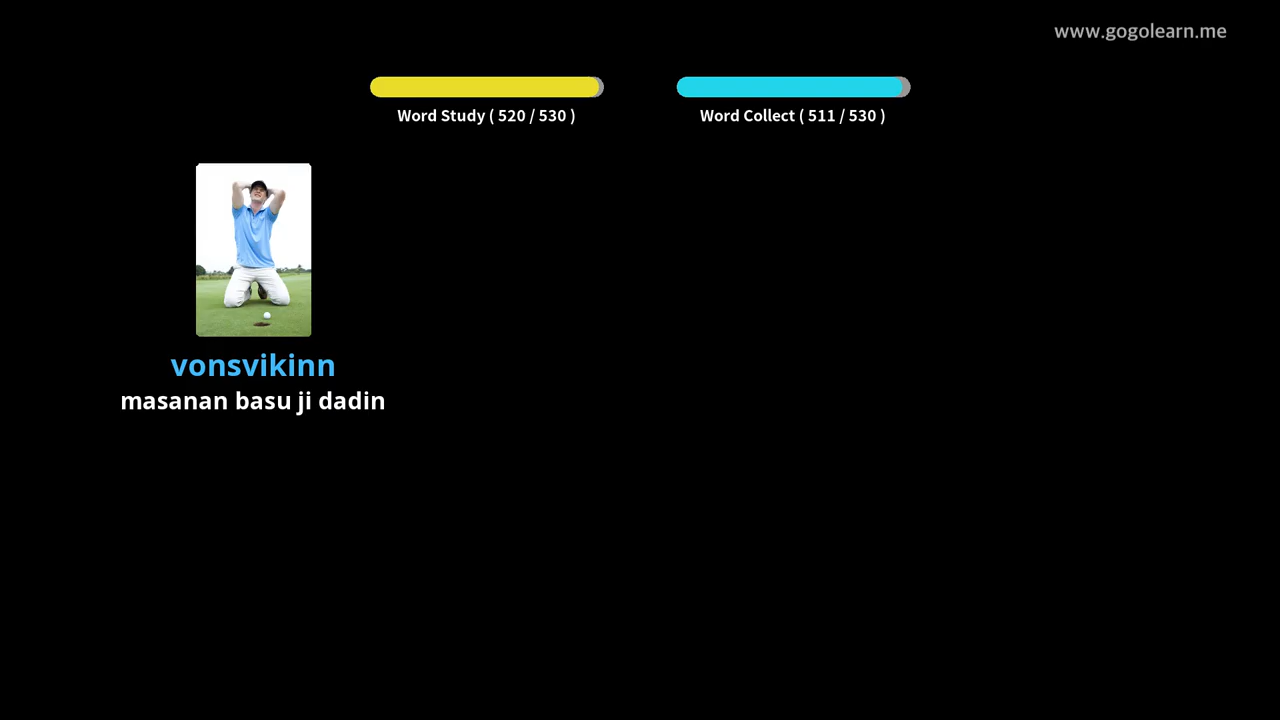 www.gogolearn.me
Word Study ( 520 / 530 )
Word Collect ( 511 / 530 )
vonsvikinn
masanan basu ji dadin